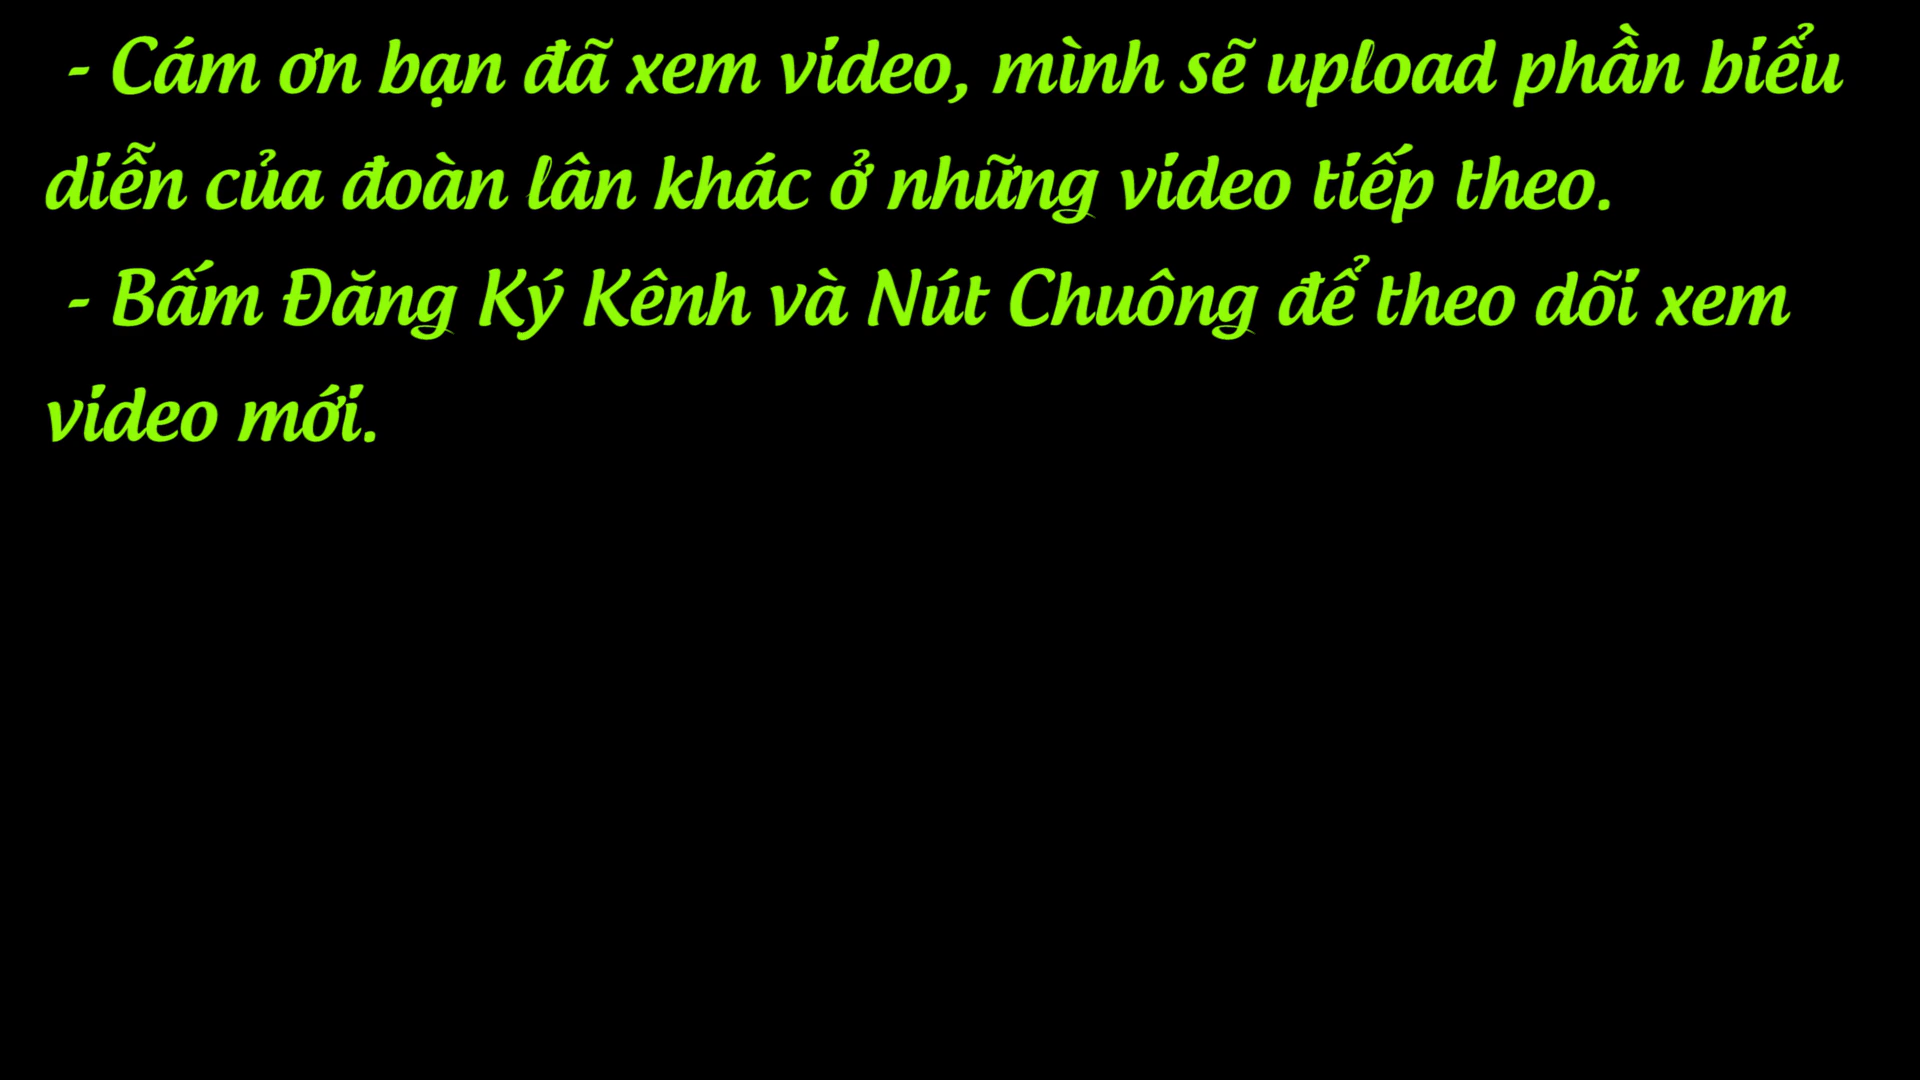 - Cám ơn bạn đã xem video, mình sẽ upload phần biểu
diễn của đoàn lân khác ở những video tiếp theo.
- Bấm Đăng Ký Kênh và Nút Chuông để theo dõi xem
video mới.